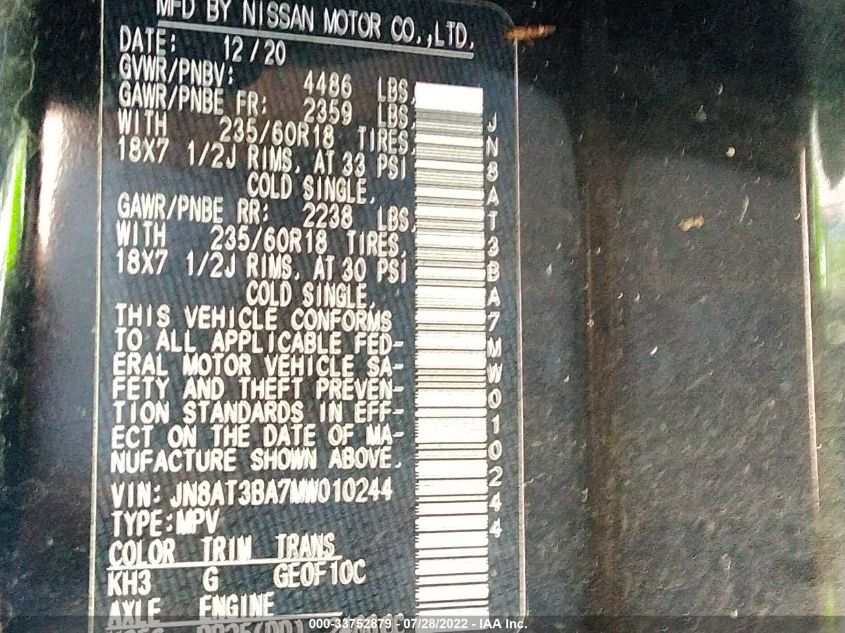 MFD BY NISSAN MOTOR CO.,LTD.
DATE: 12/20
GVWR/PNBV: 4486 LBS.
GAWR/PNBE FR: 2359 LBS.
WITH 235/60R18 TIRES,
18X7 1/2J RIMS, AT 33 PSI
COLD SINGLE.
GAWR/PNBE RR: 2238 LBS.
WITH 235/60R18 TIRES,
18X7 1/2J RIMS, AT 30 PSI
COLD SINGLE.
THIS VEHICLE CONFORMS
TO ALL APPLICABLE FED-
ERAL MOTOR VEHICLE SA-
FETY AND THEFT PREVEN-
TION STANDARDS IN EFF-
ECT ON THE DATE OF MA-
NUFACTURE SHOWN ABOVE.
VIN: JN8AT3BA7MW010244
TYPE:MPV
COLOR TRIM TRANS
KH3 G GE0F10C
AXLE ENGINE
JN8AT3BA7MW010244
000-33752879 - 07/28/2022 - IAA Inc.